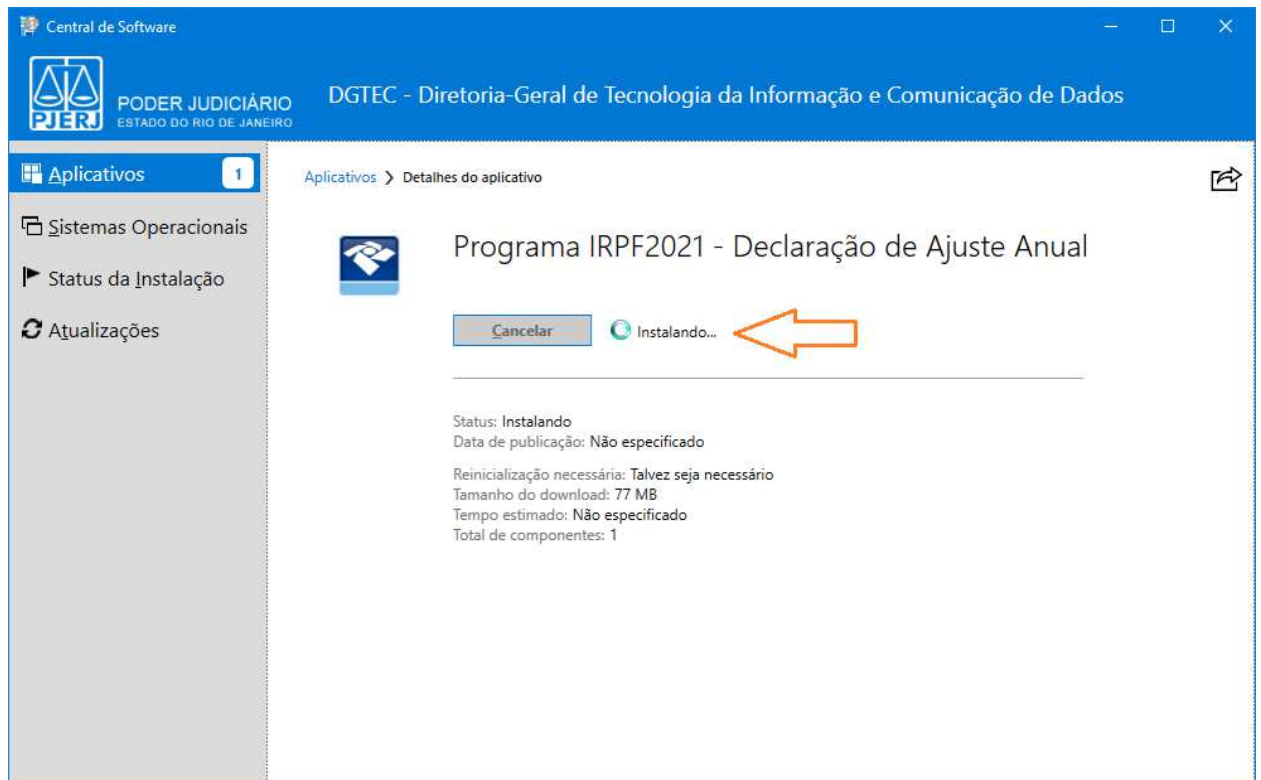 Central de Software
PJERJ
PODER JUDICIÁRIO
ESTADO DO RIO DE JANEIRO
DGTEC - Diretoria-Geral de Tecnologia da Informação e Comunicação de Dados
Aplicativos 1
Sistemas Operacionais
Status da Instalação
Atualizações
Aplicativos > Detalhes do aplicativo
Programa IRPF2021 - Declaração de Ajuste Anual
Cancelar Instalando...
Status: Instalando
Data de publicação: Não especificado
Reinicialização necessária: Talvez seja necessário
Tamanho do download: 77 MB
Tempo estimado: Não especificado
Total de componentes: 1